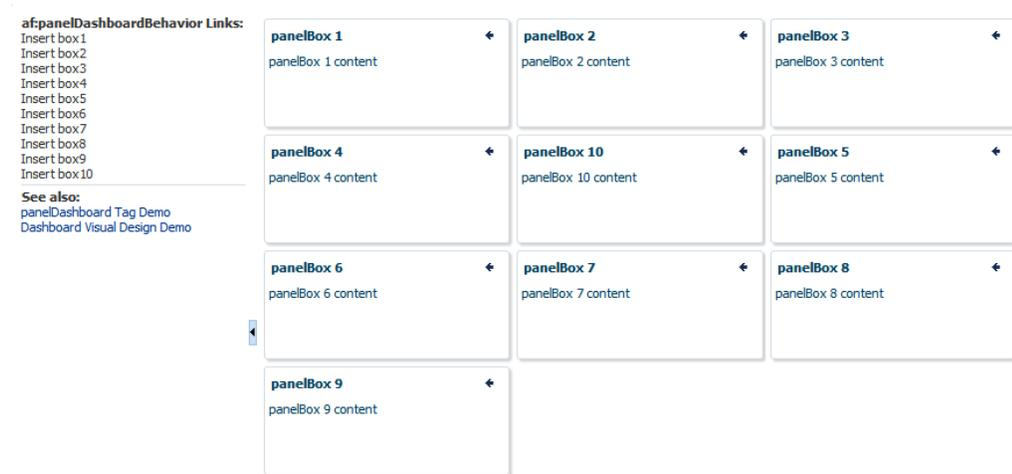 af:panelDashboardBehavior Links:
Insert box1
Insert box2
Insert box3
Insert box4
Insert box5
Insert box6
Insert box7
Insert box8
Insert box9
Insert box10
See also:
panelDashboard Tag Demo
Dashboard Visual Design Demo
panelBox 1
panelBox 1 content
panelBox 2
panelBox 2 content
panelBox 3
panelBox 3 content
panelBox 4
panelBox 4 content
panelBox 10
panelBox 10 content
panelBox 5
panelBox 5 content
panelBox 6
panelBox 6 content
panelBox 7
panelBox 7 content
panelBox 8
panelBox 8 content
panelBox 9
panelBox 9 content